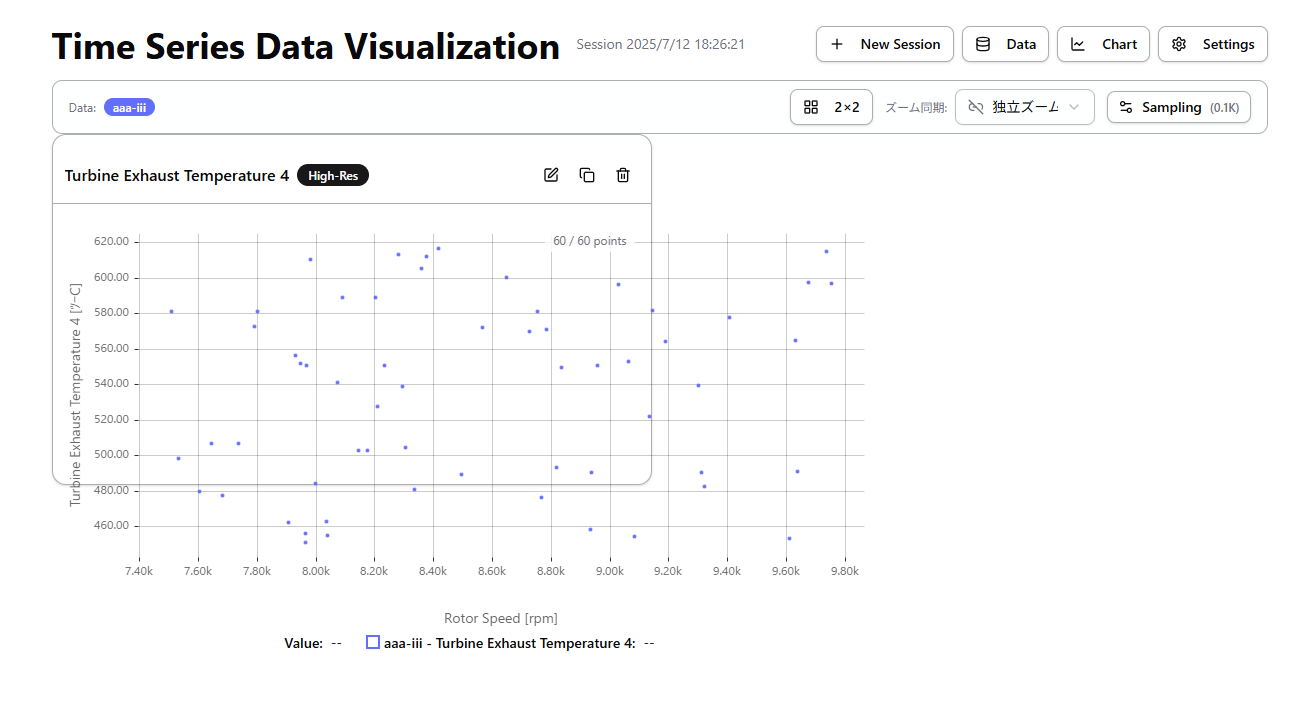 Time Series Data Visualization
Session 2025/7/12 18:26:21
New Session
Data
Chart
Settings
Data:
aaa-iii
2×2
ズーム同期:
独立ズーム
Sampling (0.1K)
Turbine Exhaust Temperature 4
High-Res
60 / 60 points
620.00
600.00
580.00
560.00
540.00
520.00
500.00
480.00
460.00
Turbine Exhaust Temperature 4
7.40k
7.60k
7.80k
8.00k
8.20k
8.40k
8.60k
8.80k
9.00k
9.20k
9.40k
9.60k
9.80k
Rotor Speed [rpm]
Value: --
aaa-iii - Turbine Exhaust Temperature 4: --